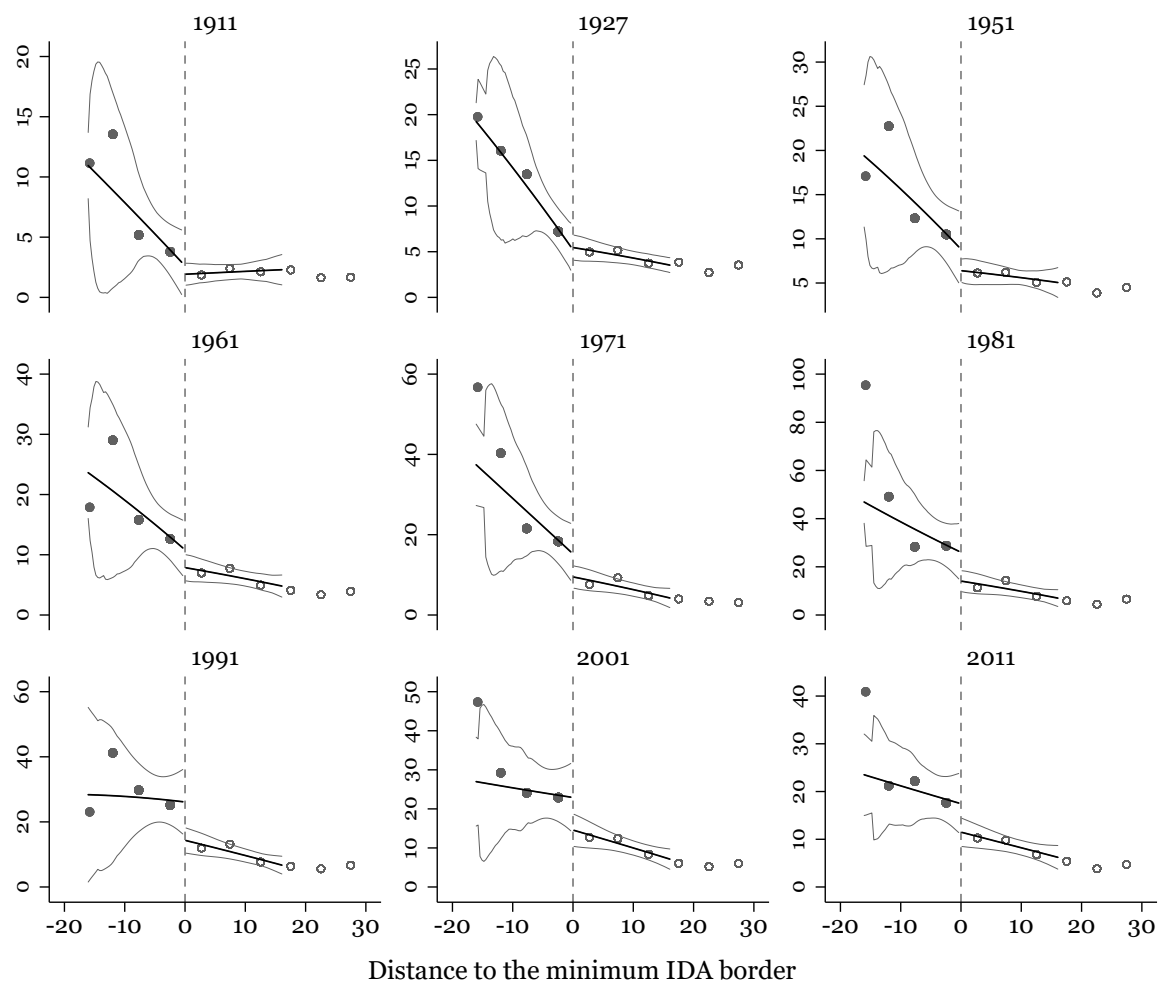 1911 1927 1951
0 5 10 15 20
0 5 10 15 20 25
5 10 15 20 25 30
1961 1971 1981
0 10 20 30 40
0 20 40 60
0 20 40 60 80 100
1991 2001 2011
0 20 40 60
0 10 20 30 40 50
0 10 20 30 40
-20 -10 0 10 20 30 -20 -10 0 10 20 30 -20 -10 0 10 20 30
Distance to the minimum IDA border